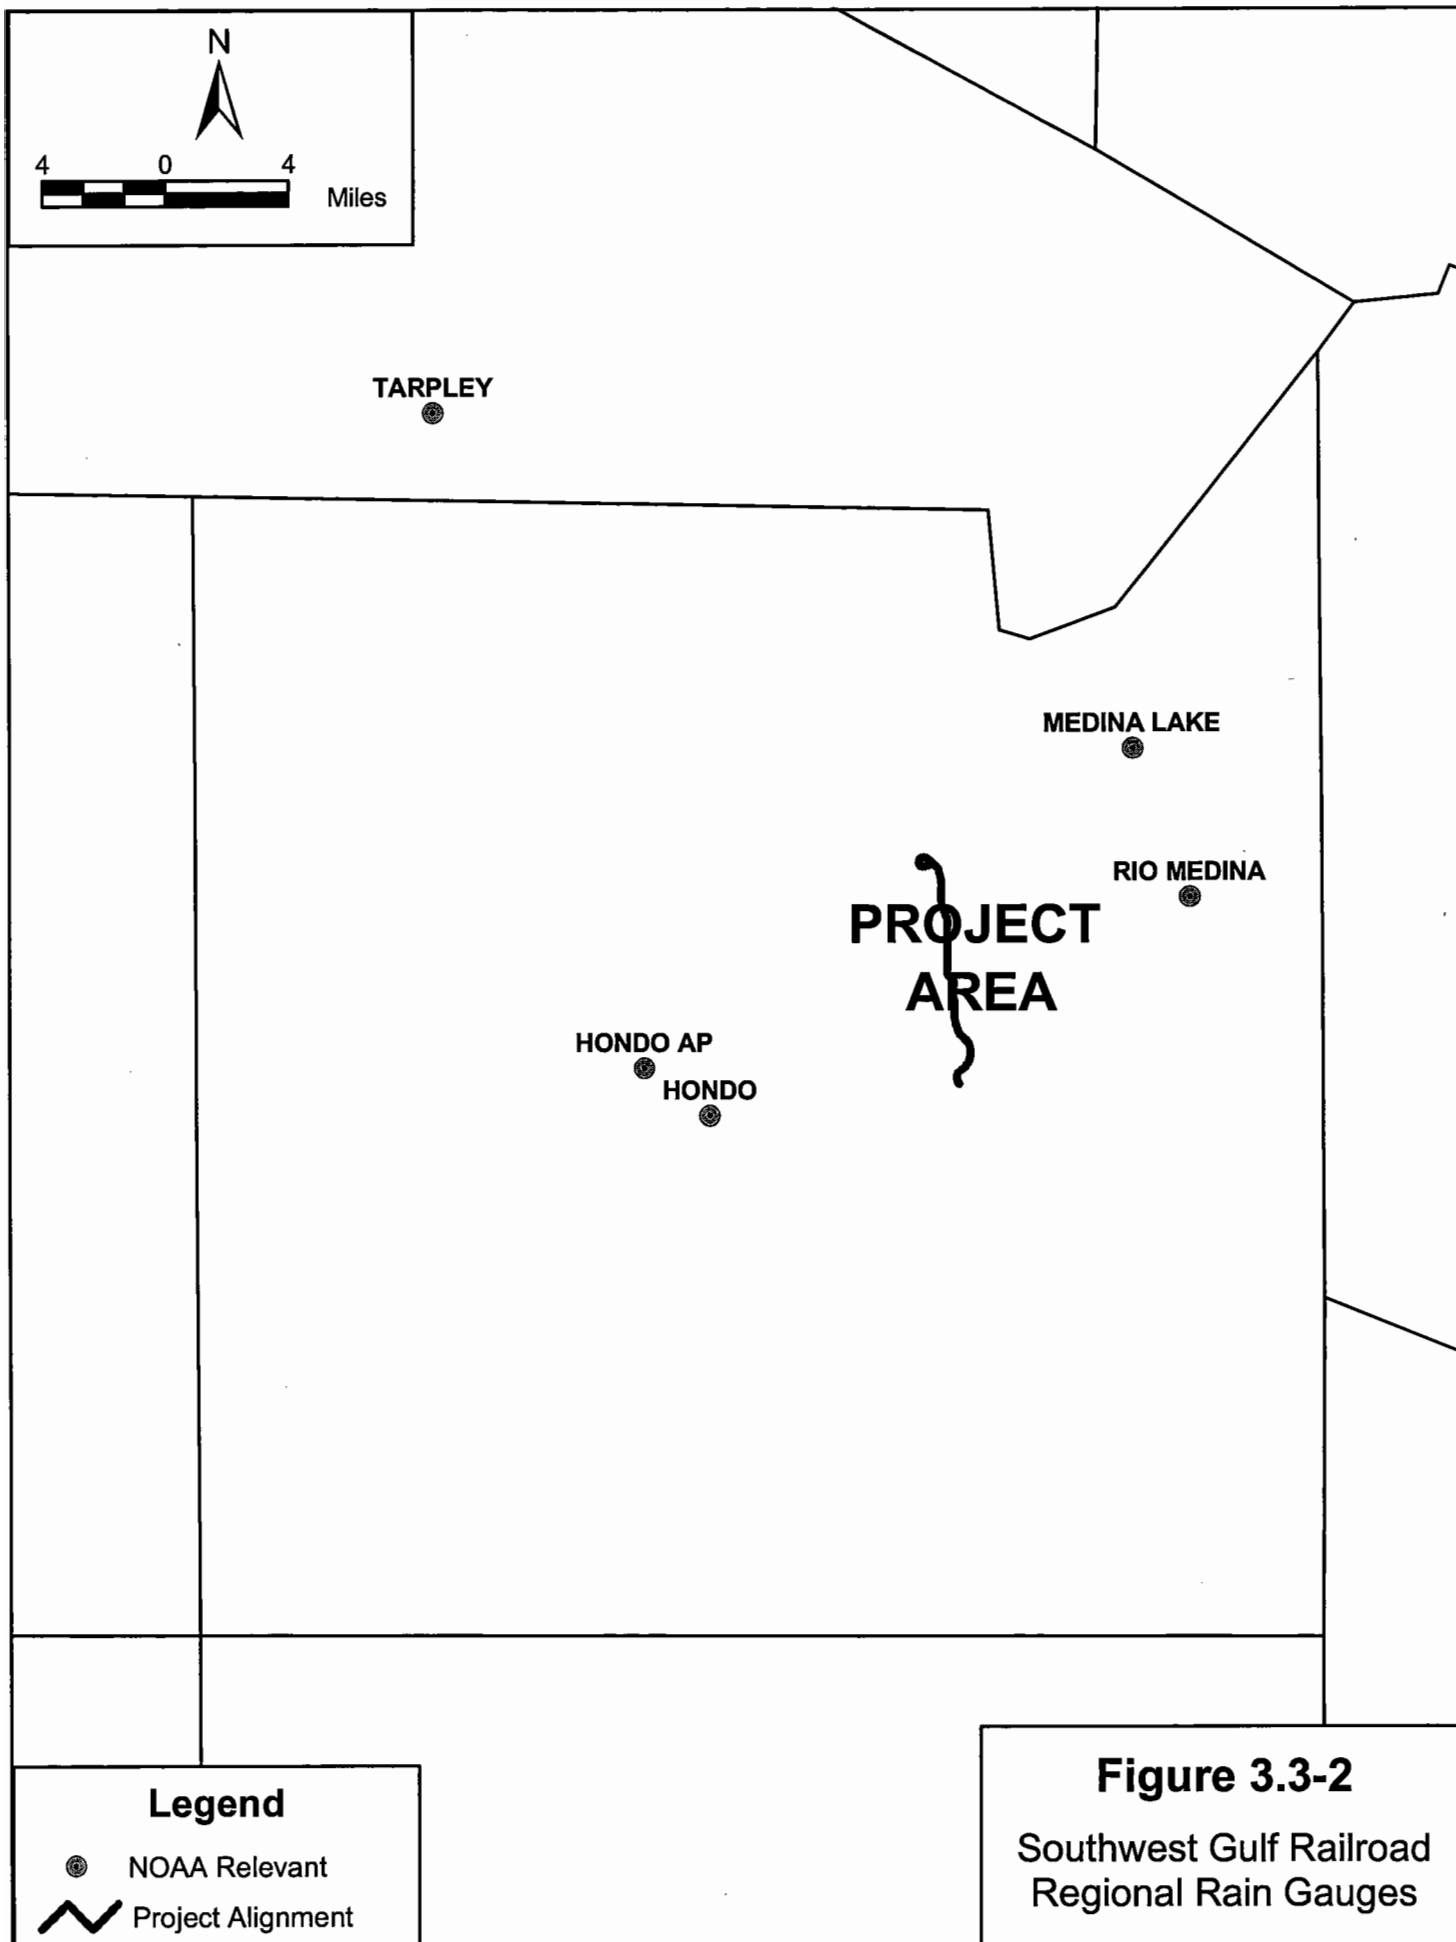 N
4 0 4
Miles
TARPLEY
MEDINA LAKE
RIO MEDINA
PROJECT
AREA
HONDO AP
HONDO
Legend
NOAA Relevant
Project Alignment
Figure 3.3-2
Southwest Gulf Railroad
Regional Rain Gauges